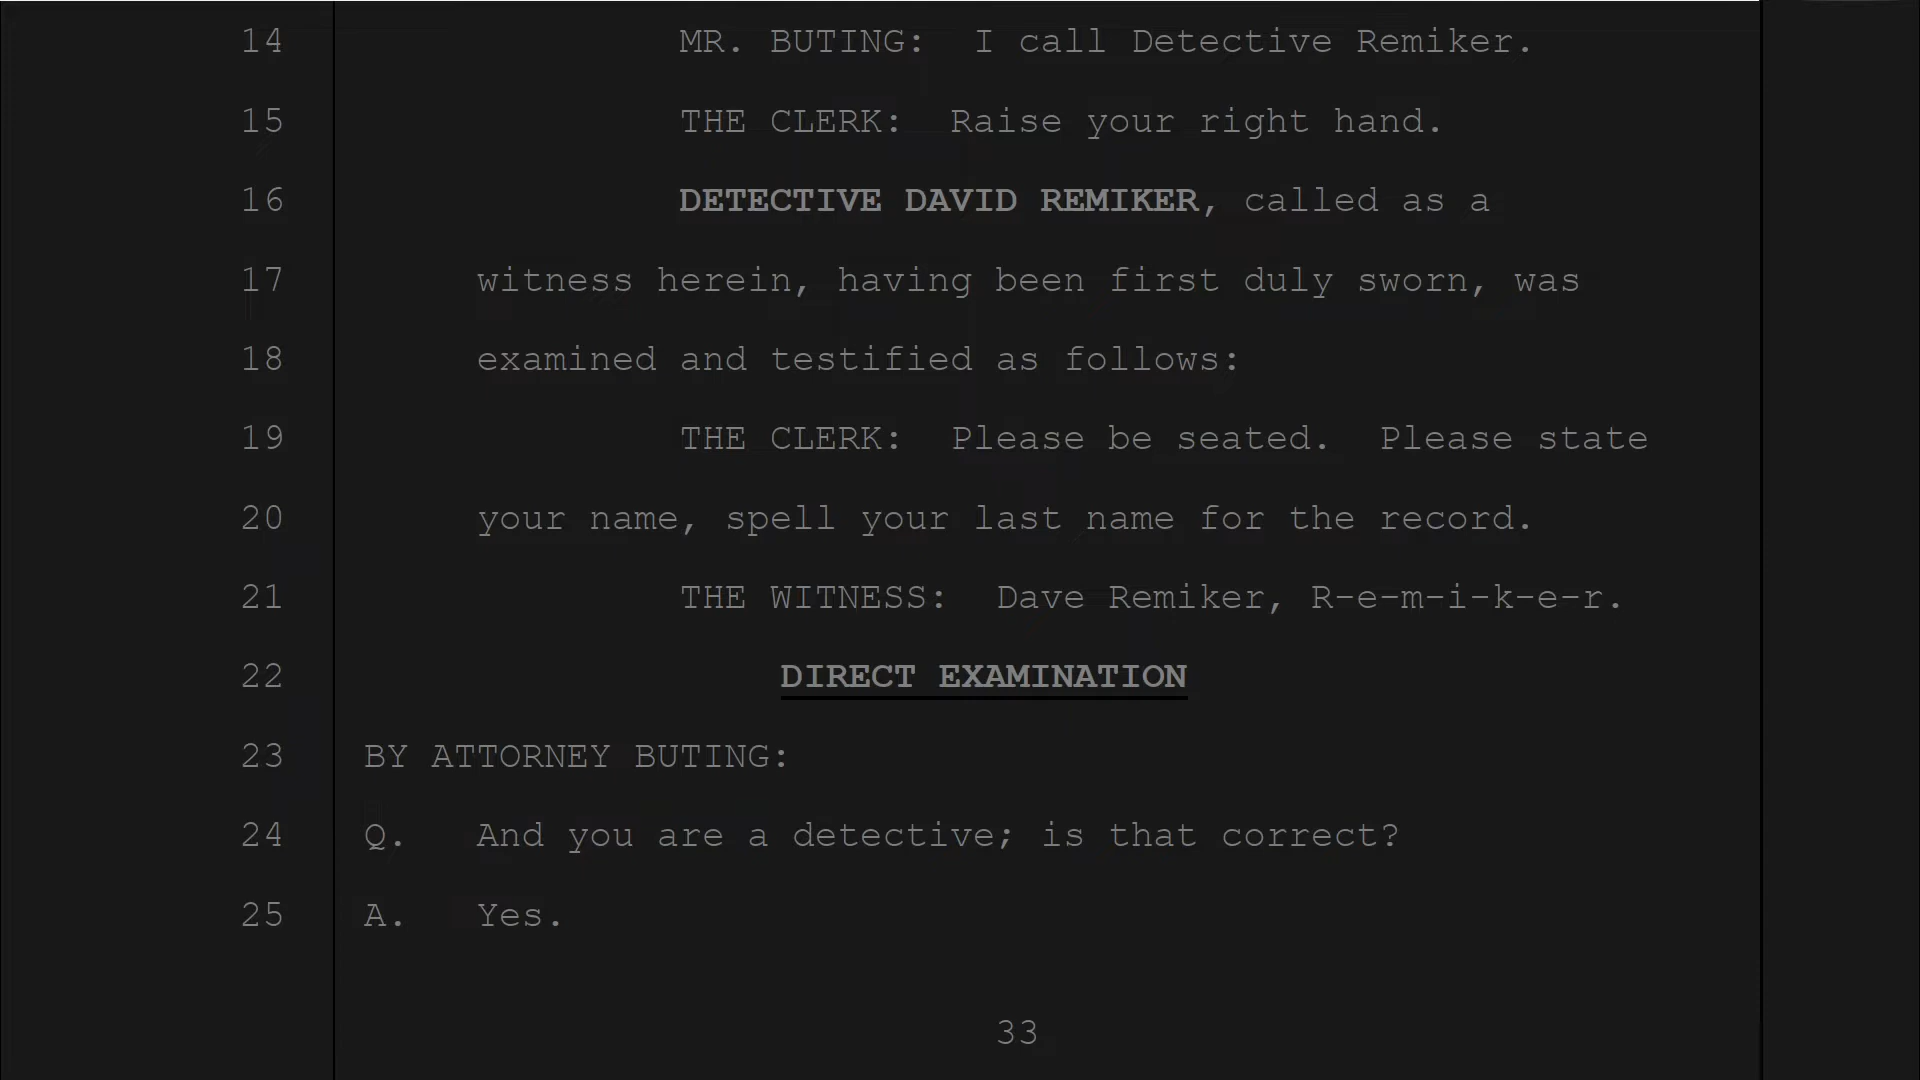 14 MR. BUTING: I call Detective Remiker.
15 THE CLERK: Raise your right hand.
16 DETECTIVE DAVID REMIKER, called as a
17 witness herein, having been first duly sworn, was
18 examined and testified as follows:
19 THE CLERK: Please be seated. Please state
20 your name, spell your last name for the record.
21 THE WITNESS: Dave Remiker, R-e-m-i-k-e-r.
22 DIRECT EXAMINATION
23 BY ATTORNEY BUTING:
24 Q. And you are a detective; is that correct?
25 A. Yes.
33